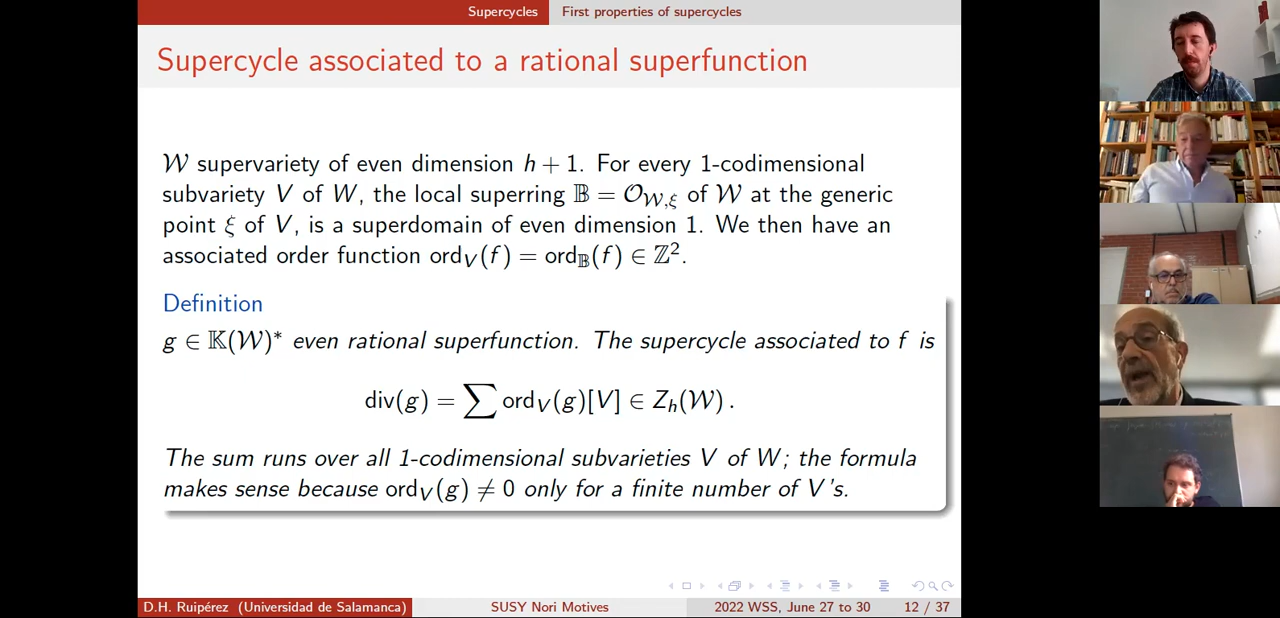 Supercycles First properties of supercycles
Supercycle associated to a rational superfunction
𝒲 supervariety of even dimension h + 1. For every 1-codimensional
subvariety V of W, the local superring 𝔹 = 𝒪_{𝒲,ξ} of 𝒲 at the generic
point ξ of V, is a superdomain of even dimension 1. We then have an
associated order function ord_V(f) = ord_𝔹(f) ∈ ℤ².
Definition
g ∈ 𝕂(𝒲)* even rational superfunction. The supercycle associated to f is
div(g) = ∑ ord_V(g)[V] ∈ Z_h(𝒲) .
The sum runs over all 1-codimensional subvarieties V of W; the formula
makes sense because ord_V(g) ≠ 0 only for a finite number of V's.
D.H. Ruipérez (Universidad de Salamanca) SUSY Nori Motives 2022 WSS, June 27 to 30 12 / 37